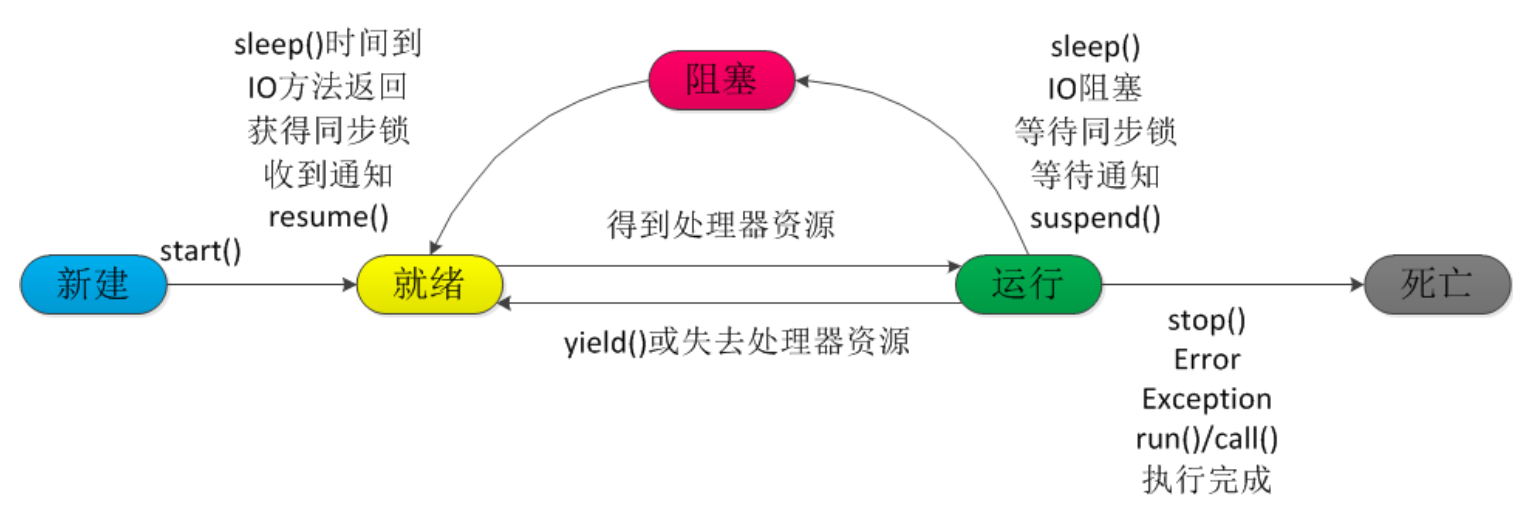 sleep()时间到
IO方法返回
获得同步锁
收到通知
resume()
阻塞
sleep()
IO阻塞
等待同步锁
等待通知
suspend()
start()
得到处理器资源
新建
就绪
运行
死亡
yield()或失去处理器资源
stop()
Error
Exception
run()/call()
执行完成